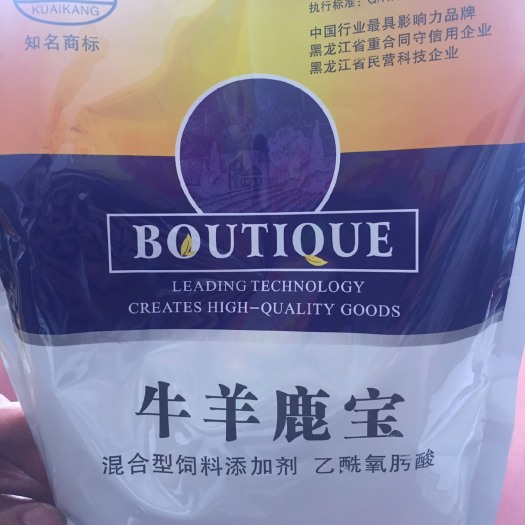 KUAIKANG
知名商标
执行标准:
中国行业最具影响力品牌
黑龙江省重合同守信用企业
黑龙江省民营科技企业
BOUTIQUE
LEADING TECHNOLOGY
CREATES HIGH-QUALITY GOODS
牛羊鹿宝
混合型饲料添加剂 乙酰氧肟酸